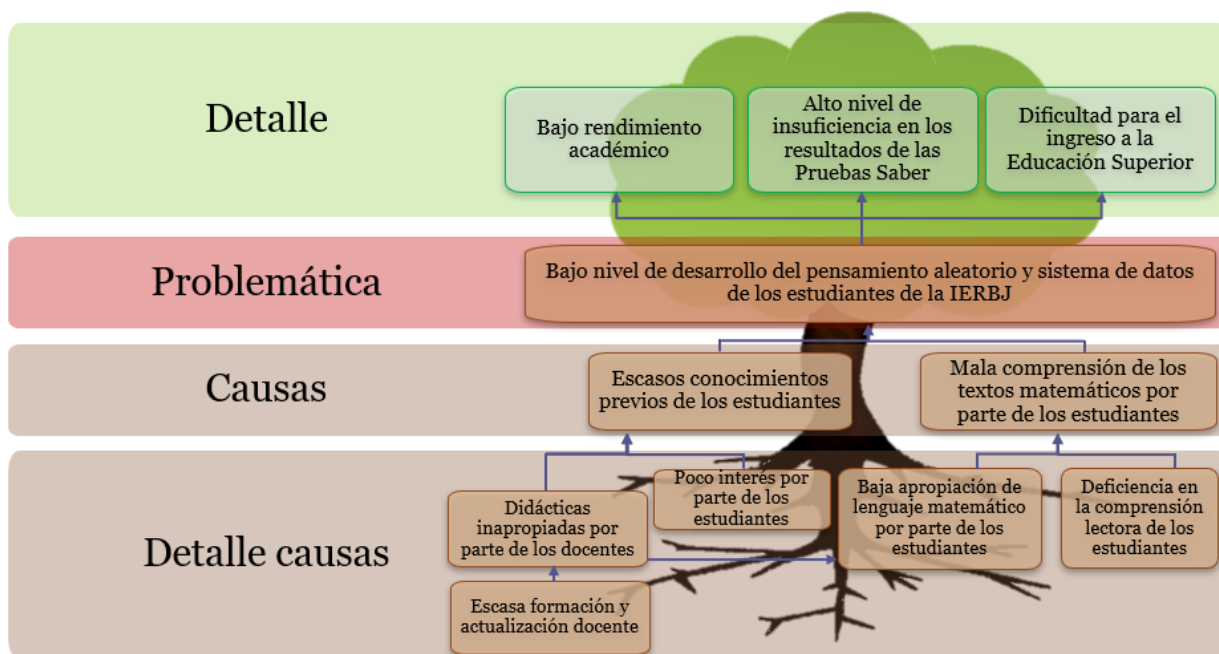 Detalle
Bajo rendimiento
académico
Alto nivel de
insuficiencia en los
resultados de las
Pruebas Saber
Dificultad para el
ingreso a la
Educación Superior
Problemática
Bajo nivel de desarrollo del pensamiento aleatorio y sistema de datos
de los estudiantes de la IERBJ
Causas
Escasos conocimientos
previos de los estudiantes
Mala comprensión de los
textos matemáticos por
parte de los estudiantes
Detalle causas
Didácticas
inapropiadas por
parte de los docentes
Poco interés por
parte de los
estudiantes
Baja apropiación de
lenguaje matemático
por parte de los
estudiantes
Deficiencia en
la comprensión
lectora de los
estudiantes
Escasa formación y
actualización docente